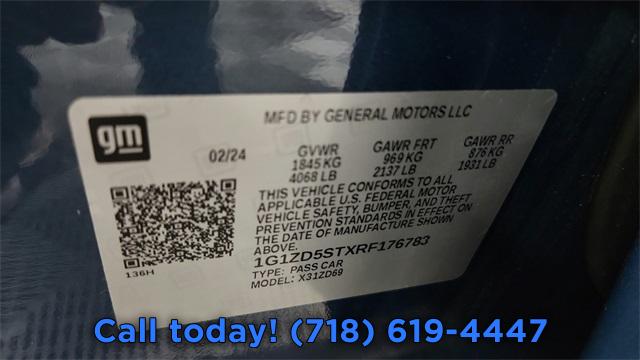 MFD BY GENERAL MOTORS LLC
gm
02/24
GVWR GAWR FRT GAWR RR
1845 KG 969 KG 876 KG
4068 LB 2137 LB 1931 LB
THIS VEHICLE CONFORMS TO ALL
APPLICABLE U.S. FEDERAL MOTOR
VEHICLE SAFETY, BUMPER, AND THEFT
PREVENTION STANDARDS IN EFFECT ON
THE DATE OF MANUFACTURE SHOWN
ABOVE.
1G1ZD5STXRF176783
TYPE: PASS CAR
MODEL: X31ZD69
136H
Call today! (718) 619-4447